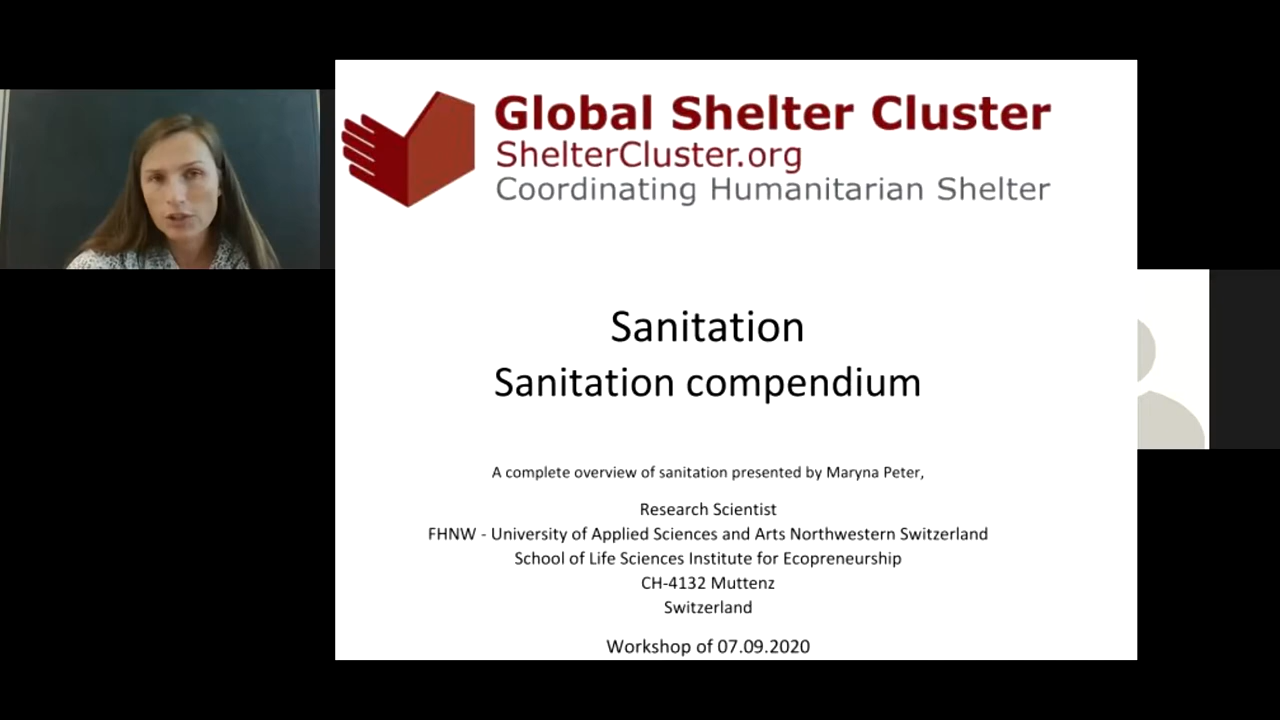 Global Shelter Cluster
ShelterCluster.org
Coordinating Humanitarian Shelter
Sanitation
Sanitation compendium
A complete overview of sanitation presented by Maryna Peter,
Research Scientist
FHNW - University of Applied Sciences and Arts Northwestern Switzerland
School of Life Sciences Institute for Ecopreneurship
CH-4132 Muttenz
Switzerland
Workshop of 07.09.2020